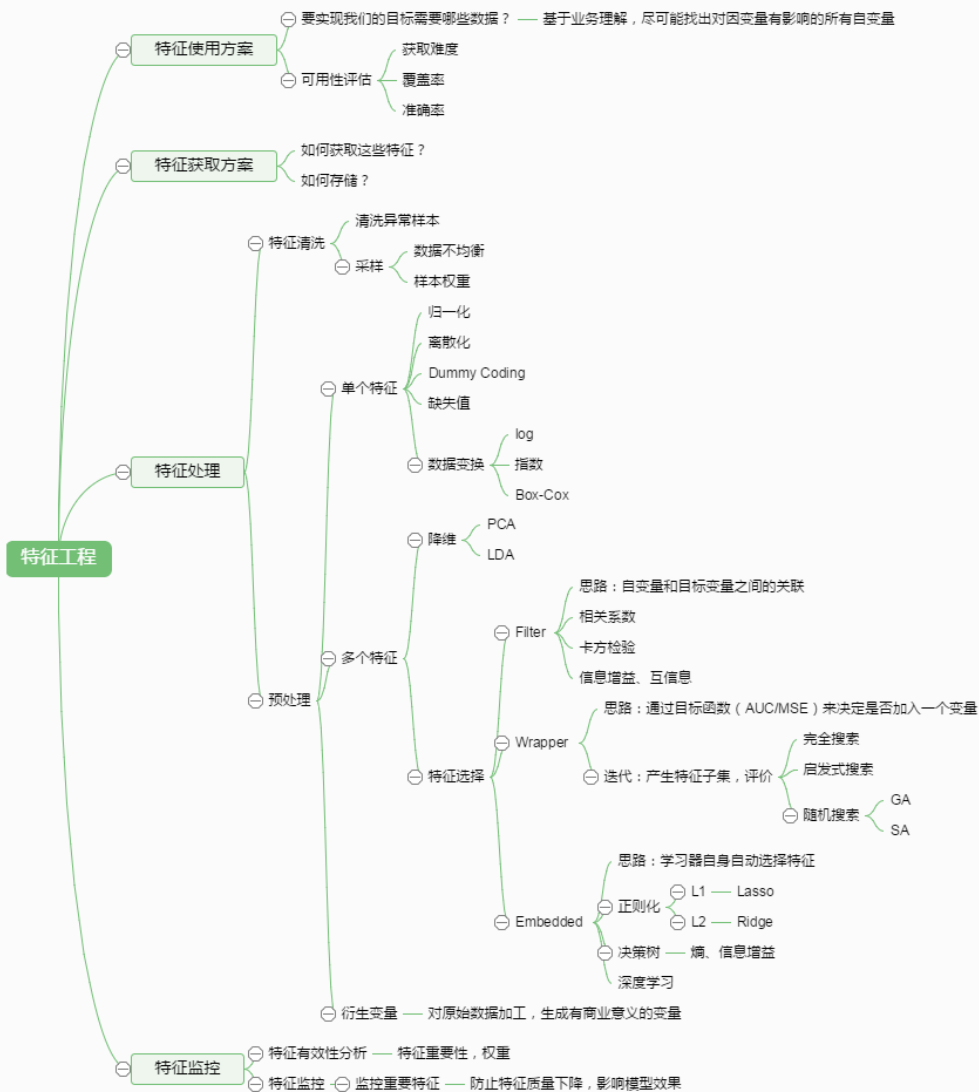 要实现我们的目标需要哪些数据？
基于业务理解，尽可能找出对因变量有影响的所有自变量
特征使用方案
获取难度
可用性评估
覆盖率
准确率
如何获取这些特征？
特征获取方案
如何存储？
清洗异常样本
特征清洗
数据不均衡
采样
样本权重
归一化
离散化
Dummy Coding
单个特征
缺失值
log
数据变换
指数
特征处理
Box-Cox
PCA
降维
LDA
特征工程
思路：自变量和目标变量之间的关联
相关系数
Filter
卡方检验
多个特征
信息增益、互信息
预处理
思路：通过目标函数（AUC/MSE）来决定是否加入一个变量
完全搜索
Wrapper
启发式搜索
特征选择
迭代：产生特征子集，评价
GA
随机搜索
SA
思路：学习器自身自动选择特征
L1
Lasso
正则化
L2
Ridge
Embedded
决策树
熵、信息增益
深度学习
衍生变量
对原始数据加工，生成有商业意义的变量
特征有效性分析
特征重要性，权重
特征监控
特征监控
监控重要特征
防止特征质量下降，影响模型效果